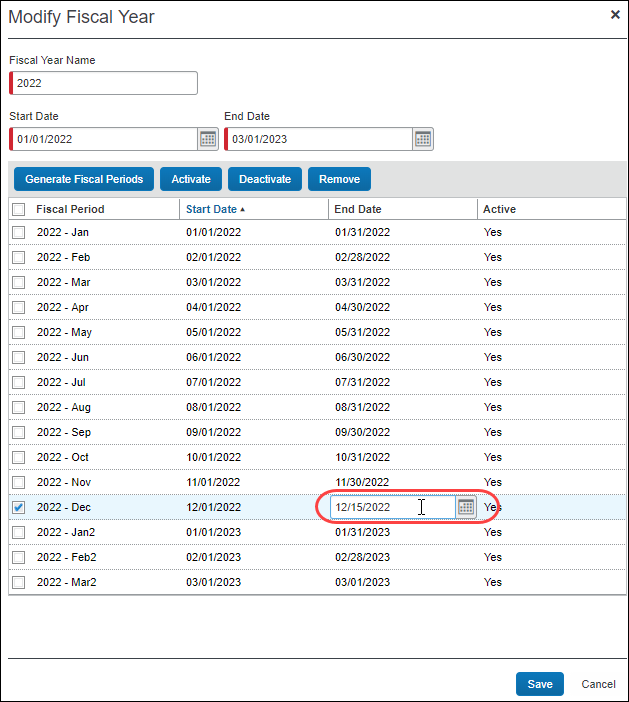 Modify Fiscal Year
Fiscal Year Name
2022
Start Date End Date
01/01/2022 03/01/2023
Generate Fiscal Periods Activate Deactivate Remove
Fiscal Period Start Date End Date Active
2022 - Jan 01/01/2022 01/31/2022 Yes
2022 - Feb 02/01/2022 02/28/2022 Yes
2022 - Mar 03/01/2022 03/31/2022 Yes
2022 - Apr 04/01/2022 04/30/2022 Yes
2022 - May 05/01/2022 05/31/2022 Yes
2022 - Jun 06/01/2022 06/30/2022 Yes
2022 - Jul 07/01/2022 07/31/2022 Yes
2022 - Aug 08/01/2022 08/31/2022 Yes
2022 - Sep 09/01/2022 09/30/2022 Yes
2022 - Oct 10/01/2022 10/31/2022 Yes
2022 - Nov 11/01/2022 11/30/2022 Yes
2022 - Dec 12/01/2022 12/15/2022 Yes
2022 - Jan2 01/01/2023 01/31/2023 Yes
2022 - Feb2 02/01/2023 02/28/2023 Yes
2022 - Mar2 03/01/2023 03/01/2023 Yes
Save Cancel